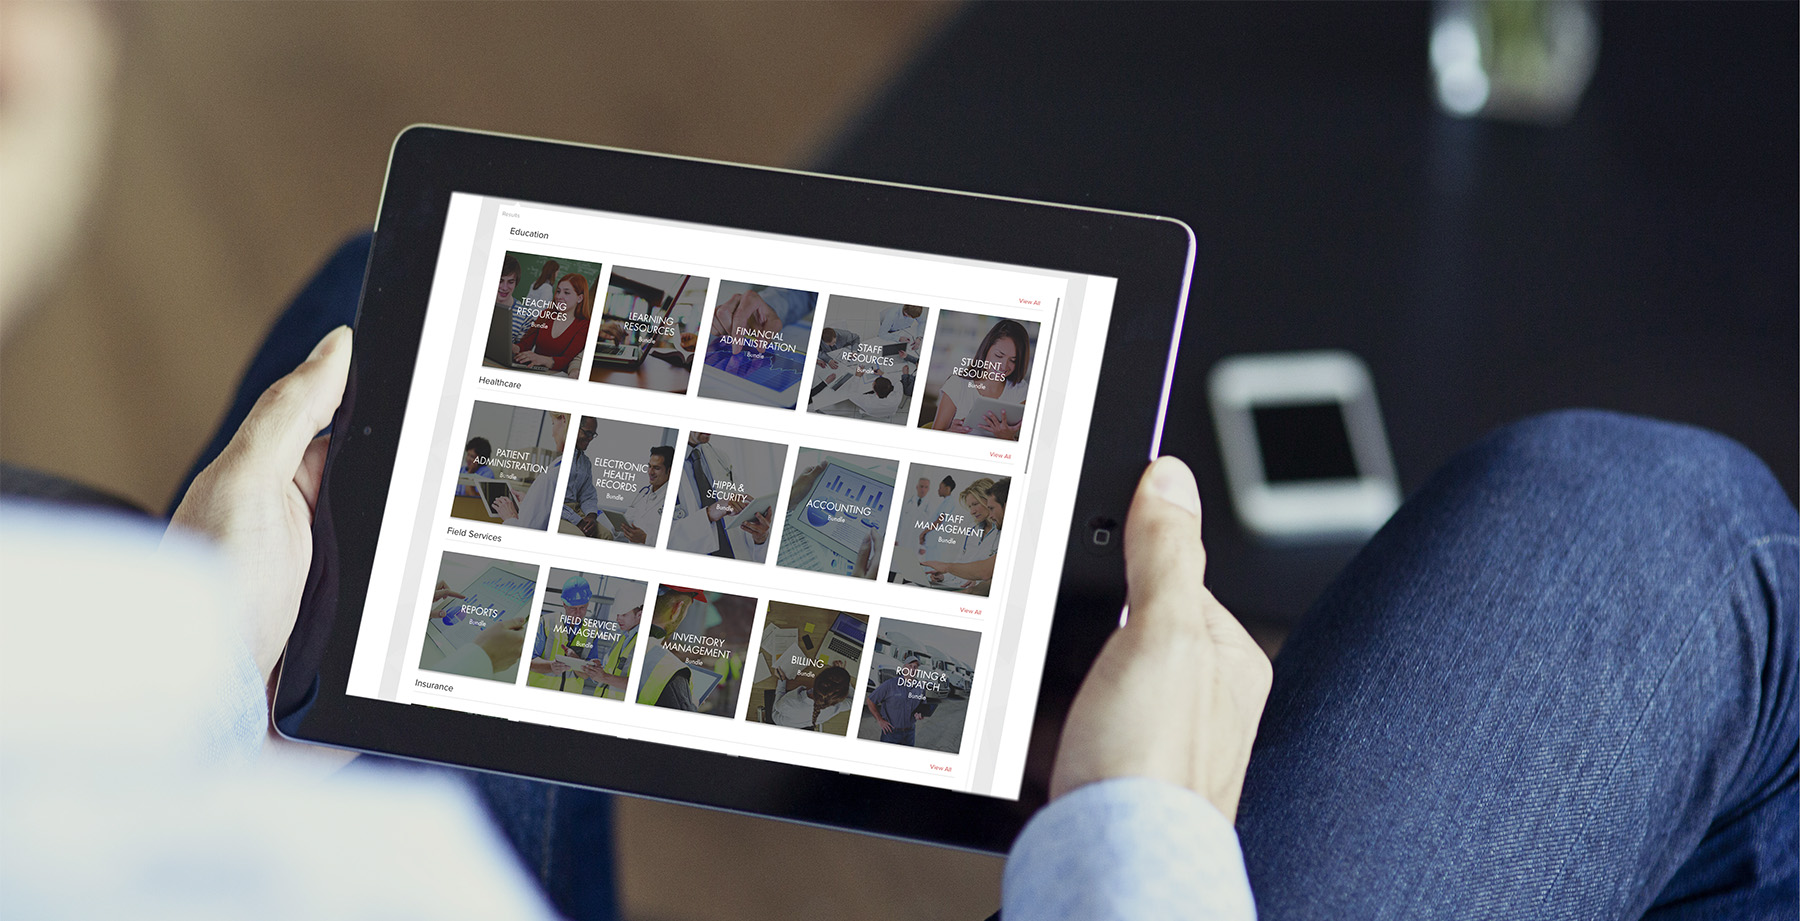 Results
Education
View All
TEACHING
RESOURCES
Bundle
LEARNING
RESOURCES
Bundle
FINANCIAL
ADMINISTRATION
Bundle
STAFF
RESOURCES
Bundle
STUDENT
RESOURCES
Bundle
Healthcare
View All
PATIENT
ADMINISTRATION
Bundle
ELECTRONIC
HEALTH
RECORDS
Bundle
HIPPA &
SECURITY
Bundle
ACCOUNTING
Bundle
STAFF
MANAGEMENT
Bundle
Field Services
View All
REPORTS
Bundle
FIELD SERVICE
MANAGEMENT
Bundle
INVENTORY
MANAGEMENT
Bundle
BILLING
Bundle
ROUTING &
DISPATCH
Bundle
Insurance
View All